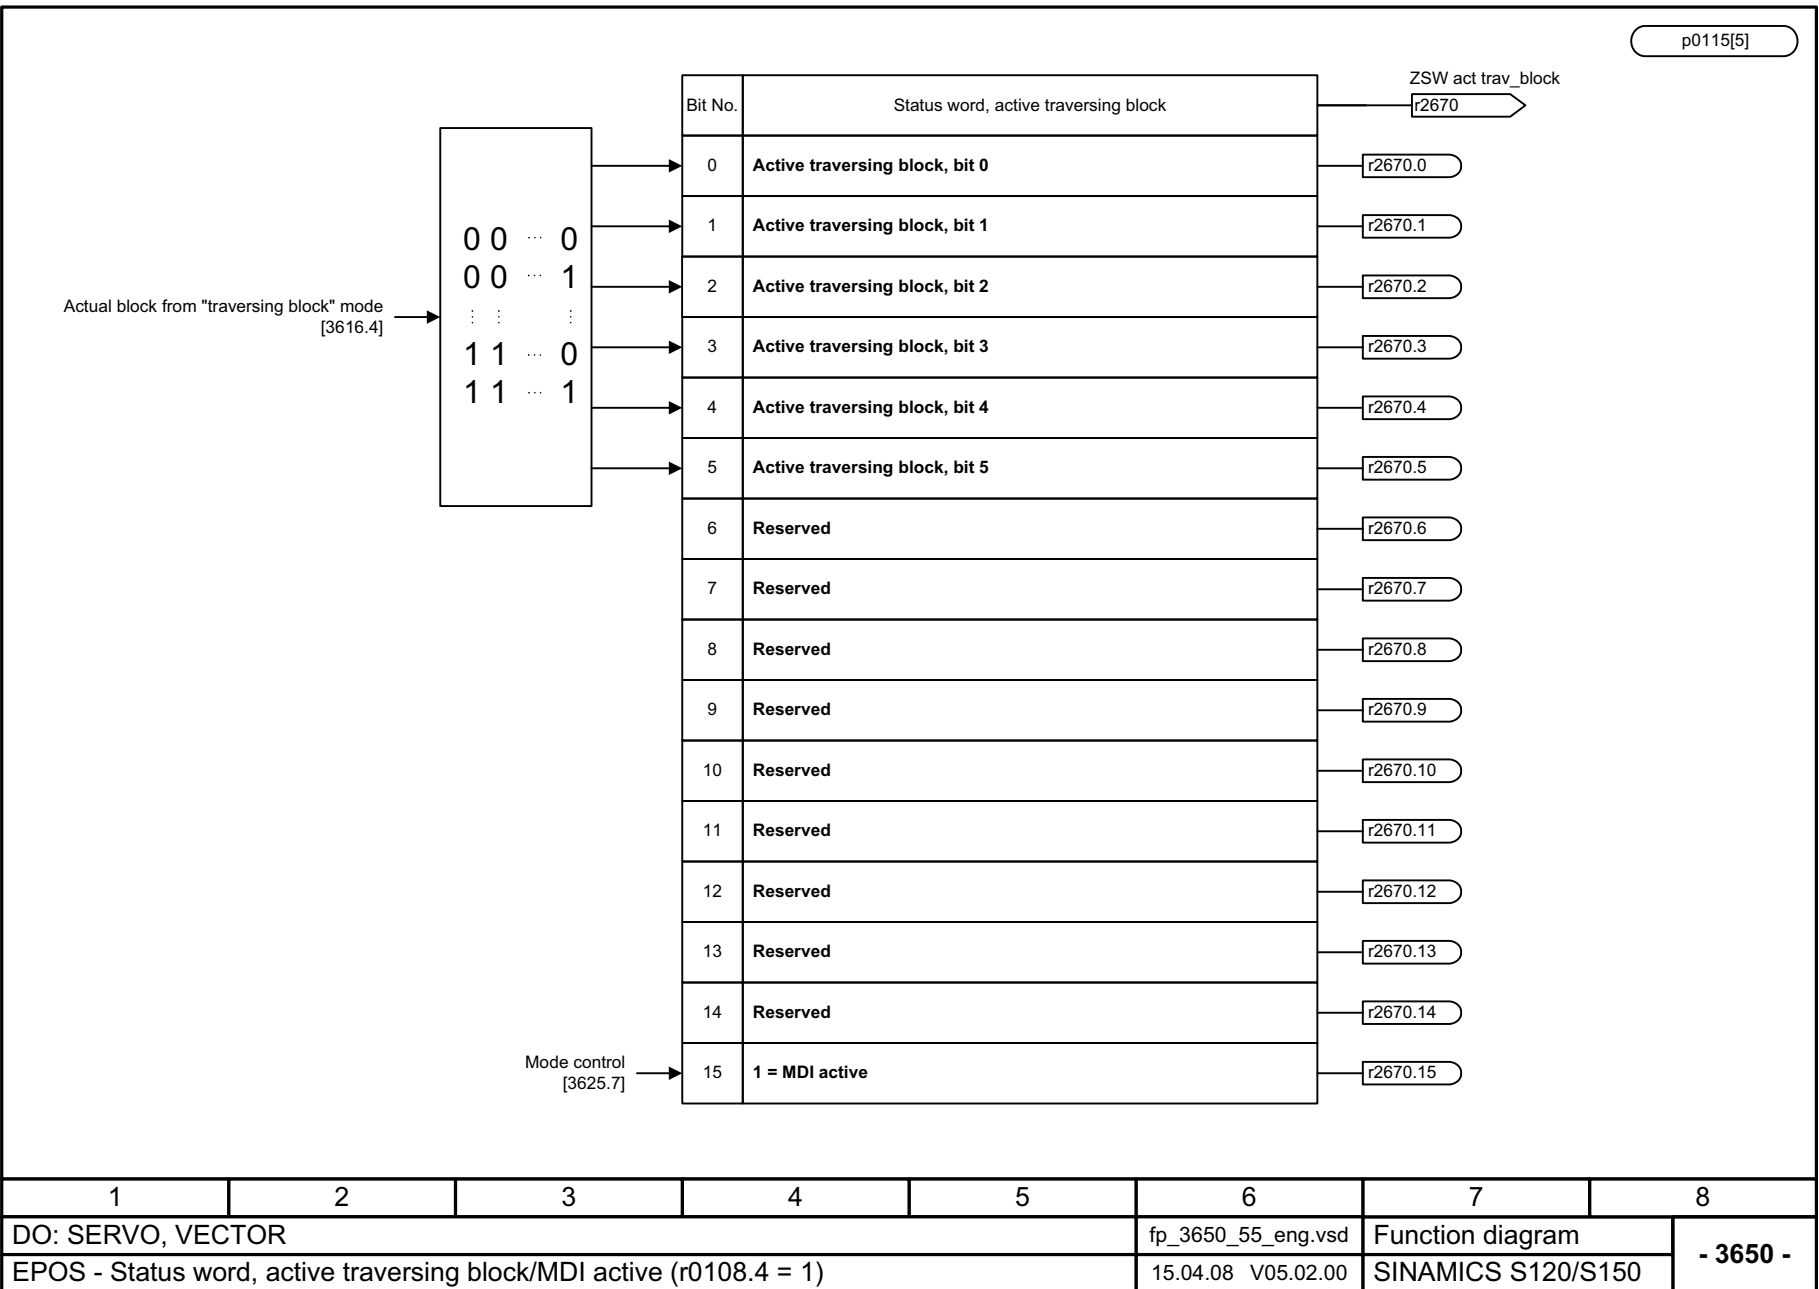 p0115[5]
ZSW act trav_block
Bit No. Status word, active traversing block r2670
0 Active traversing block, bit 0 r2670.0
1 Active traversing block, bit 1 r2670.1
2 Active traversing block, bit 2 r2670.2
3 Active traversing block, bit 3 r2670.3
4 Active traversing block, bit 4 r2670.4
5 Active traversing block, bit 5 r2670.5
6 Reserved r2670.6
7 Reserved r2670.7
8 Reserved r2670.8
9 Reserved r2670.9
10 Reserved r2670.10
11 Reserved r2670.11
12 Reserved r2670.12
13 Reserved r2670.13
14 Reserved r2670.14
15 1 = MDI active r2670.15
Actual block from "traversing block" mode
[3616.4]
0 0 ... 0
0 0 ... 1
⋮ ⋮ ⋮
1 1 ... 0
1 1 ... 1
Mode control
[3625.7]
1 2 3 4 5 6 7 8
DO: SERVO, VECTOR fp_3650_55_eng.vsd Function diagram
- 3650 -
EPOS - Status word, active traversing block/MDI active (r0108.4 = 1) 15.04.08 V05.02.00 SINAMICS S120/S150